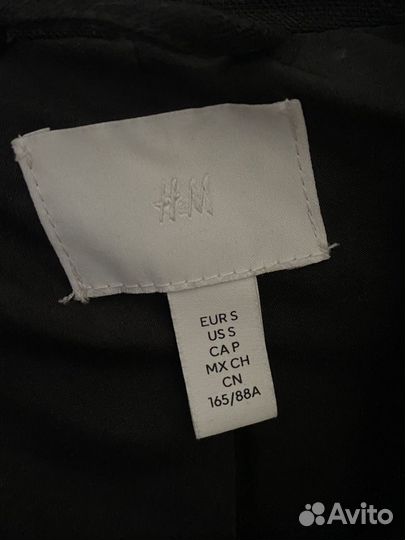 H&M
EUR S
US S
CA P
MX CH
CN
165/88A
Avito